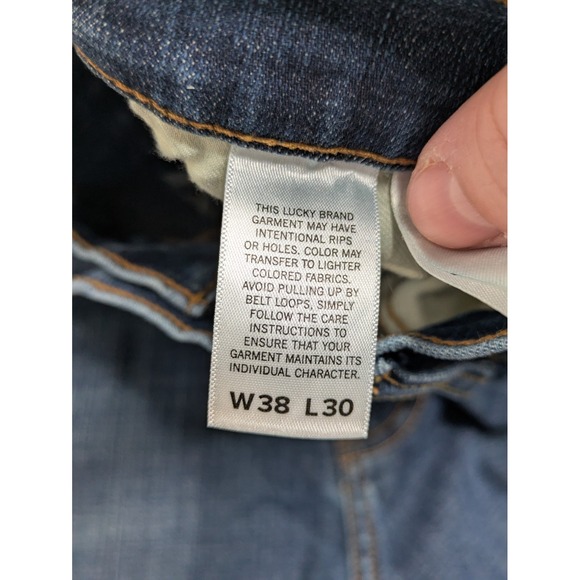 THIS LUCKY BRAND
GARMENT MAY HAVE
INTENTIONAL RIPS
OR HOLES. COLOR MAY
TRANSFER TO LIGHTER
COLORED FABRICS.
AVOID PULLING UP BY
BELT LOOPS, SIMPLY
FOLLOW THE CARE
INSTRUCTIONS TO
ENSURE THAT YOUR
GARMENT MAINTAINS ITS
INDIVIDUAL CHARACTER.
W38 L30